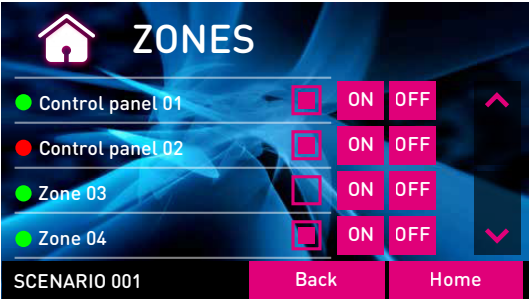 ZONES
Control panel 01 ON OFF
Control panel 02 ON OFF
Zone 03 ON OFF
Zone 04 ON OFF
SCENARIO 001 Back Home